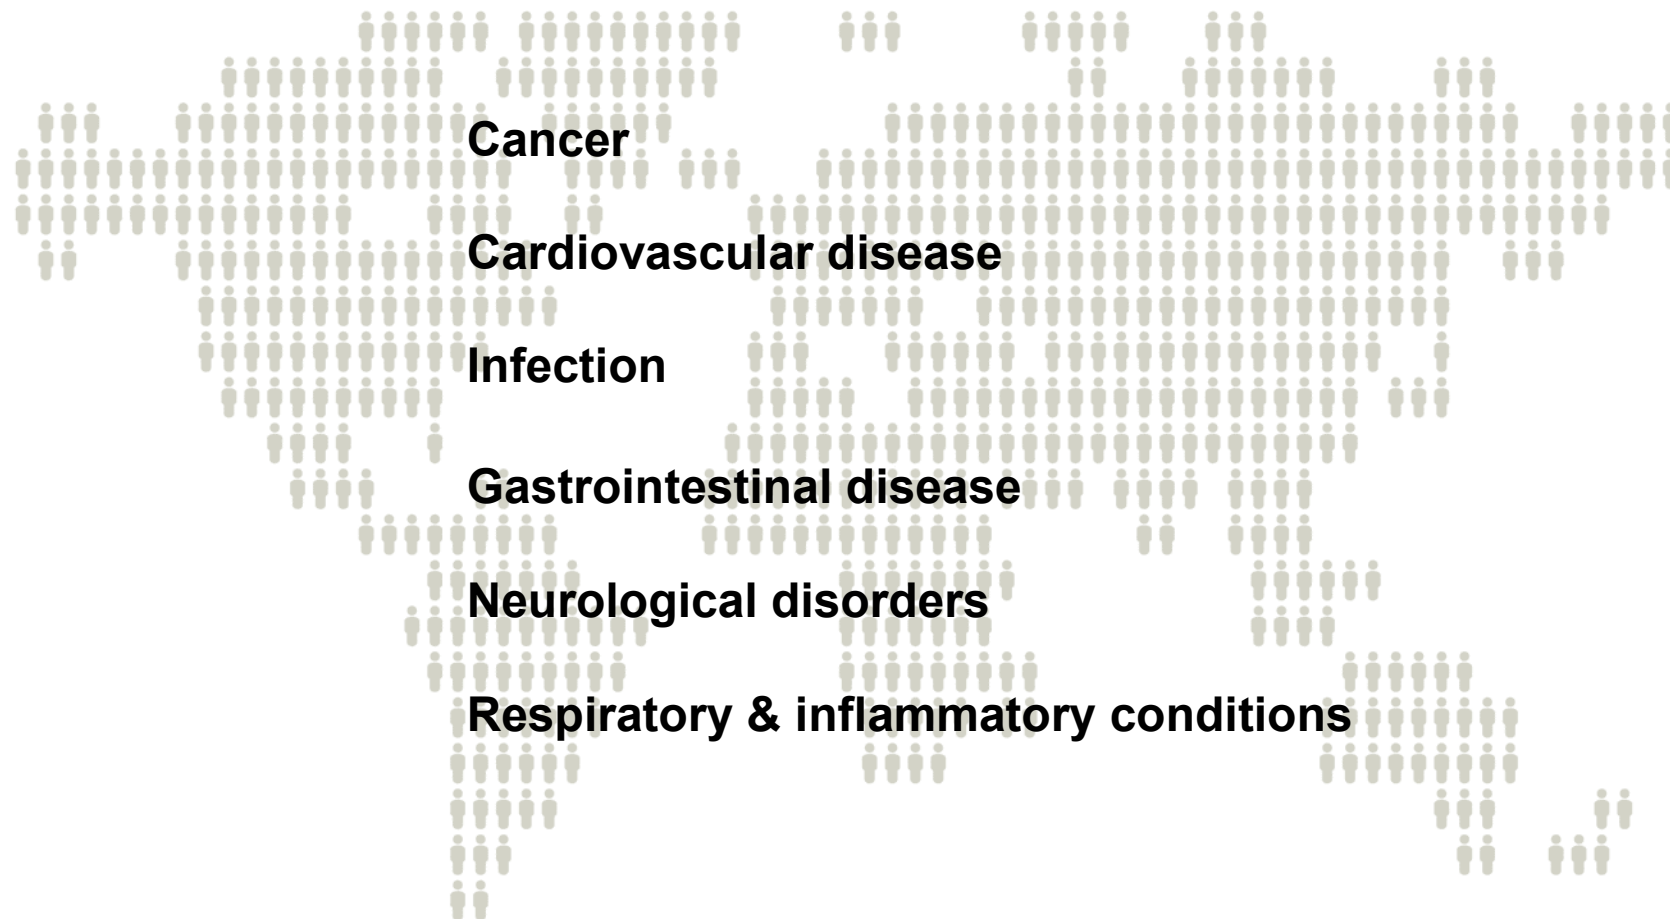 Cancer
Cardiovascular disease
Infection
Gastrointestinal disease
Neurological disorders
Respiratory & inflammatory conditions